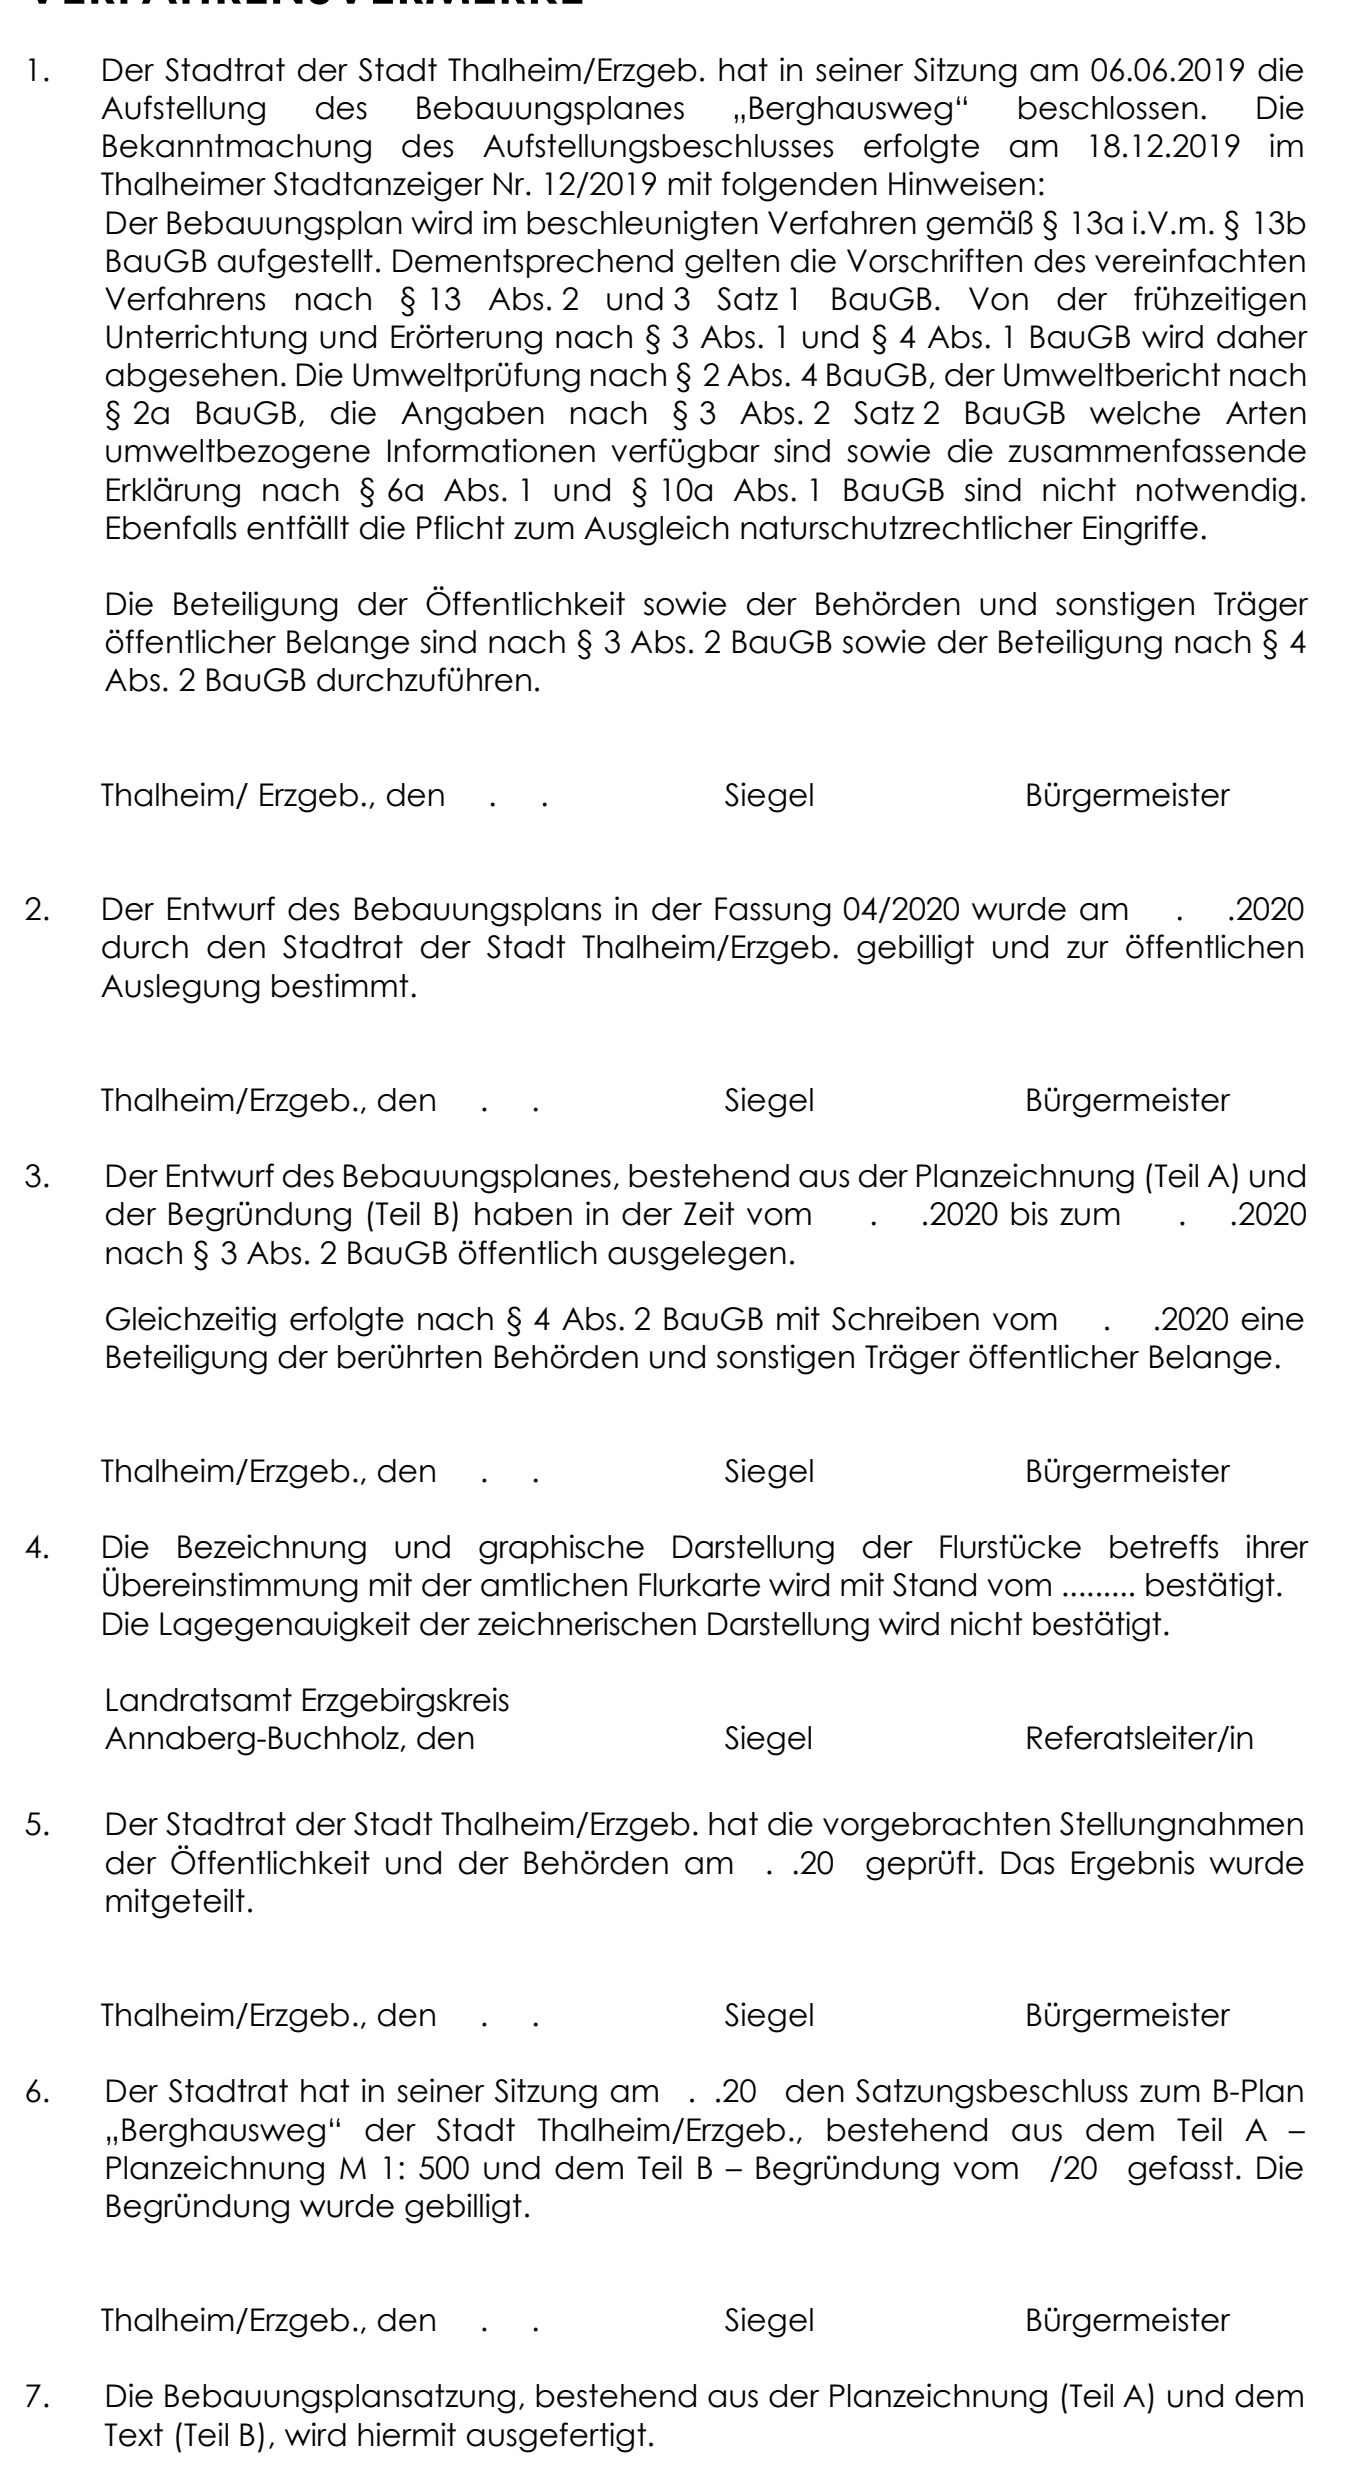 VERFAHRENSVERMERKE
1. Der Stadtrat der Stadt Thalheim/Erzgeb. hat in seiner Sitzung am 06.06.2019 die
Aufstellung des Bebauungsplanes „Berghausweg“ beschlossen. Die
Bekanntmachung des Aufstellungsbeschlusses erfolgte am 18.12.2019 im
Thalheimer Stadtanzeiger Nr. 12/2019 mit folgenden Hinweisen:
Der Bebauungsplan wird im beschleunigten Verfahren gemäß § 13a i.V.m. § 13b
BauGB aufgestellt. Dementsprechend gelten die Vorschriften des vereinfachten
Verfahrens nach § 13 Abs. 2 und 3 Satz 1 BauGB. Von der frühzeitigen
Unterrichtung und Erörterung nach § 3 Abs. 1 und § 4 Abs. 1 BauGB wird daher
abgesehen. Die Umweltprüfung nach § 2 Abs. 4 BauGB, der Umweltbericht nach
§ 2a BauGB, die Angaben nach § 3 Abs. 2 Satz 2 BauGB welche Arten
umweltbezogene Informationen verfügbar sind sowie die zusammenfassende
Erklärung nach § 6a Abs. 1 und § 10a Abs. 1 BauGB sind nicht notwendig.
Ebenfalls entfällt die Pflicht zum Ausgleich naturschutzrechtlicher Eingriffe.
Die Beteiligung der Öffentlichkeit sowie der Behörden und sonstigen Träger
öffentlicher Belange sind nach § 3 Abs. 2 BauGB sowie der Beteiligung nach § 4
Abs. 2 BauGB durchzuführen.
Thalheim/ Erzgeb., den . . Siegel Bürgermeister
2. Der Entwurf des Bebauungsplans in der Fassung 04/2020 wurde am . .2020
durch den Stadtrat der Stadt Thalheim/Erzgeb. gebilligt und zur öffentlichen
Auslegung bestimmt.
Thalheim/Erzgeb., den . . Siegel Bürgermeister
3. Der Entwurf des Bebauungsplanes, bestehend aus der Planzeichnung (Teil A) und
der Begründung (Teil B) haben in der Zeit vom . .2020 bis zum . .2020
nach § 3 Abs. 2 BauGB öffentlich ausgelegen.
Gleichzeitig erfolgte nach § 4 Abs. 2 BauGB mit Schreiben vom . .2020 eine
Beteiligung der berührten Behörden und sonstigen Träger öffentlicher Belange.
Thalheim/Erzgeb., den . . Siegel Bürgermeister
4. Die Bezeichnung und graphische Darstellung der Flurstücke betreffs ihrer
Übereinstimmung mit der amtlichen Flurkarte wird mit Stand vom ......... bestätigt.
Die Lagegenauigkeit der zeichnerischen Darstellung wird nicht bestätigt.
Landratsamt Erzgebirgskreis
Annaberg-Buchholz, den Siegel Referatsleiter/in
5. Der Stadtrat der Stadt Thalheim/Erzgeb. hat die vorgebrachten Stellungnahmen
der Öffentlichkeit und der Behörden am . .20 geprüft. Das Ergebnis wurde
mitgeteilt.
Thalheim/Erzgeb., den . . Siegel Bürgermeister
6. Der Stadtrat hat in seiner Sitzung am . .20 den Satzungsbeschluss zum B-Plan
„Berghausweg“ der Stadt Thalheim/Erzgeb., bestehend aus dem Teil A –
Planzeichnung M 1: 500 und dem Teil B – Begründung vom /20 gefasst. Die
Begründung wurde gebilligt.
Thalheim/Erzgeb., den . . Siegel Bürgermeister
7. Die Bebauungsplansatzung, bestehend aus der Planzeichnung (Teil A) und dem
Text (Teil B), wird hiermit ausgefertigt.